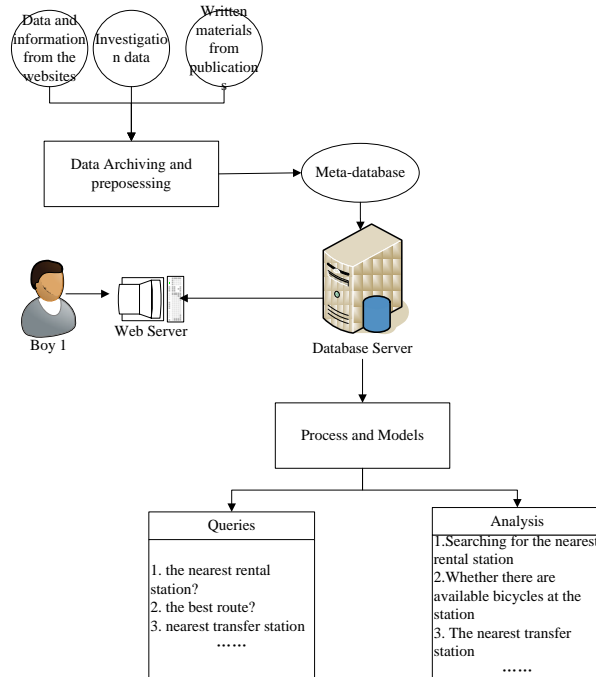 Data and
information
from the
websites
Investigatio
n data
Written
materials
from
publication
s
Data Archiving and
preposessing
Meta-database
Boy 1
Web Server
Database Server
Process and Models
Queries
1. the nearest rental
station?
2. the best route?
3. nearest transfer station
……
Analysis
1.Searching for the nearest
rental station
2.Whether there are
available bicycles at the
station
3. The nearest transfer
station
……